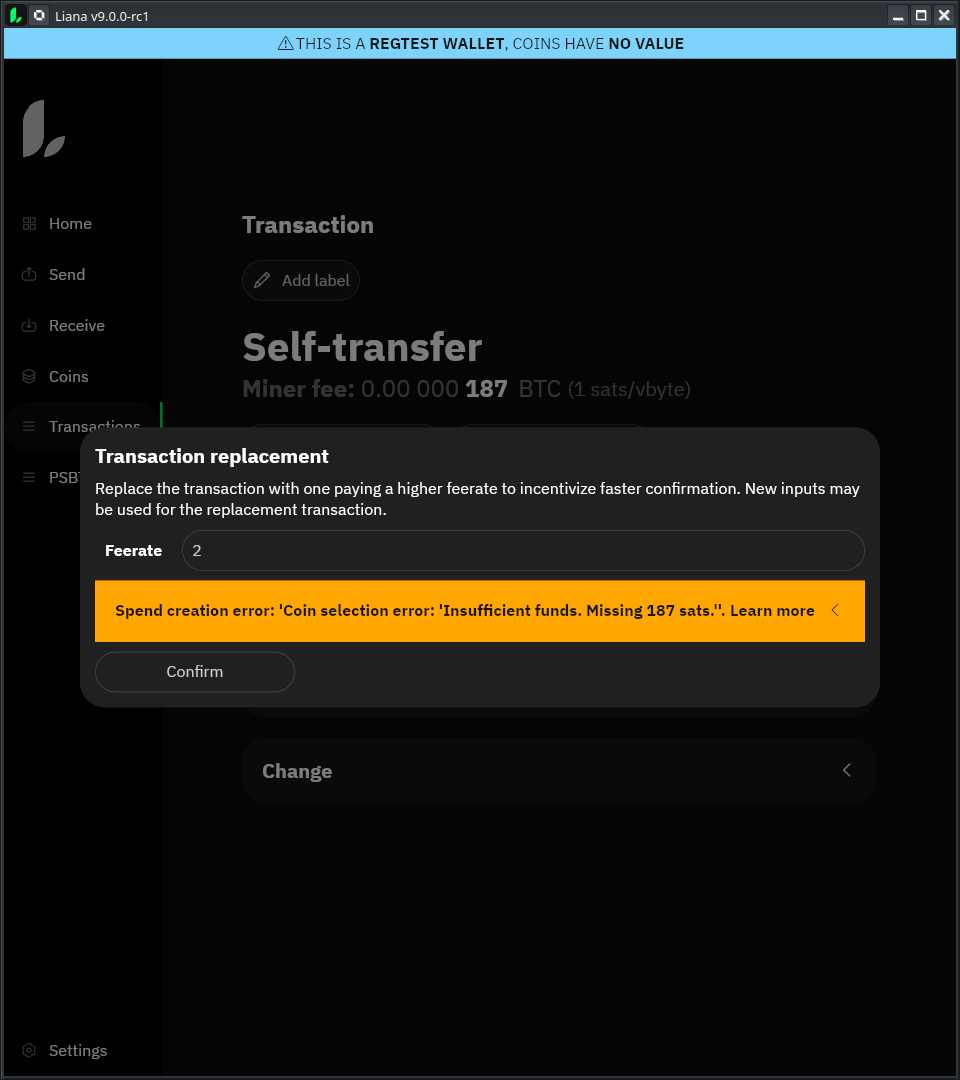 Liana v9.0.0-rc1
THIS IS A REGTEST WALLET, COINS HAVE NO VALUE
Home
Send
Receive
Coins
Transactions
PSB
Settings
Transaction
Add label
Self-transfer
Miner fee: 0.00 000 187 BTC (1 sats/vbyte)
Transaction replacement
Replace the transaction with one paying a higher feerate to incentivize faster confirmation. New inputs may
be used for the replacement transaction.
Feerate 2
Spend creation error: 'Coin selection error: 'Insufficient funds. Missing 187 sats.''. Learn more
Confirm
Change